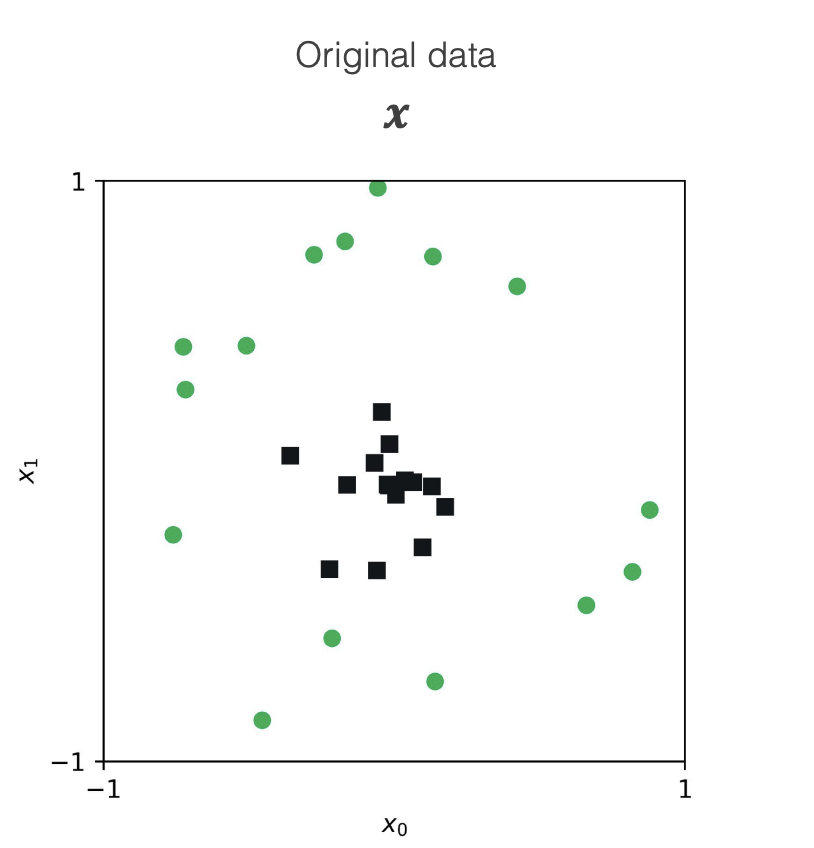 Original data
x
1
x₁
−1
−1 1
x₀